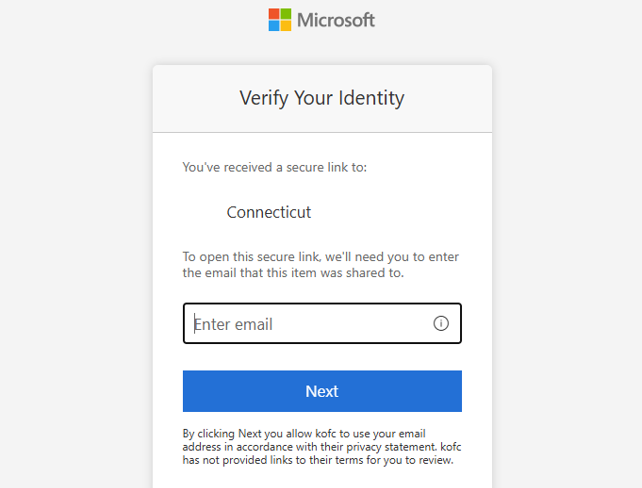 Microsoft
Verify Your Identity
You've received a secure link to:
Connecticut
To open this secure link, we'll need you to enter
the email that this item was shared to.
Enter email
Next
By clicking Next you allow kofc to use your email
address in accordance with their privacy statement. kofc
has not provided links to their terms for you to review.